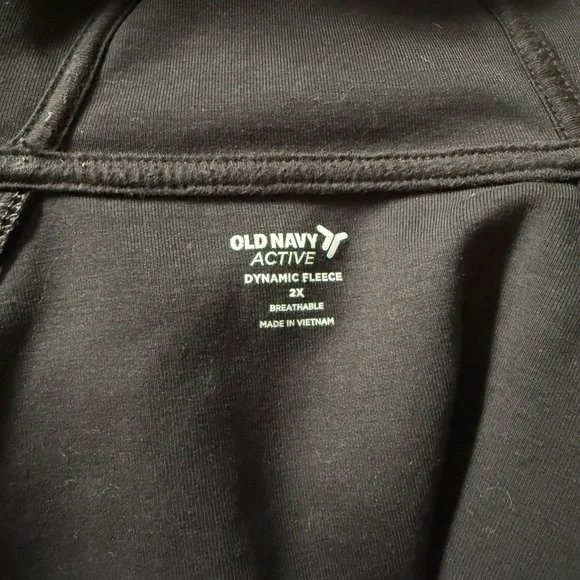 OLD NAVY
ACTIVE
DYNAMIC FLEECE
2X
BREATHABLE
MADE IN VIETNAM